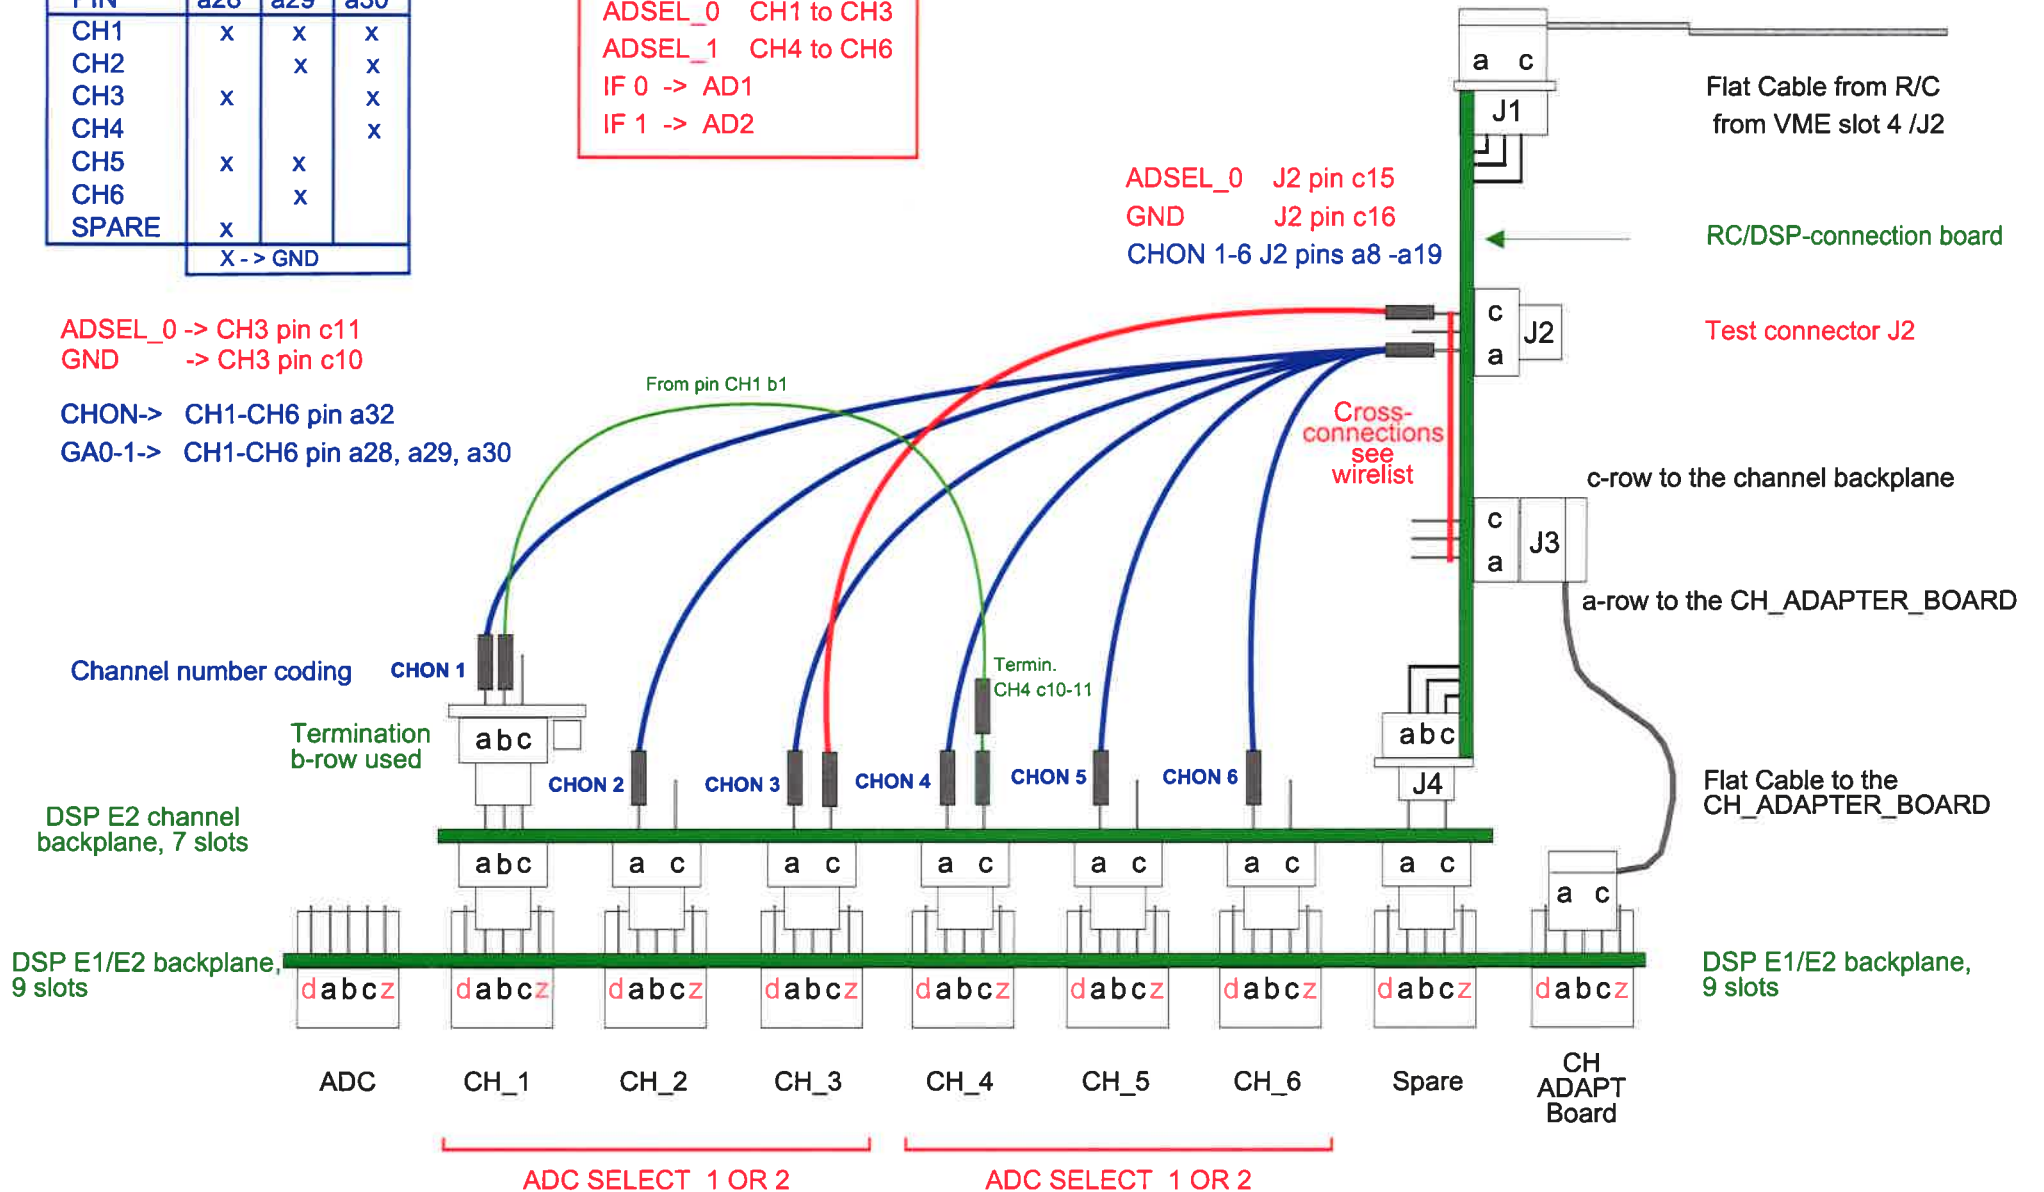 PIN a28 a29 a30
CH1 x x x
CH2 x x
CH3 x x
CH4 x
CH5 x x
CH6 x
SPARE x
X - > GND
ADSEL_0 CH1 to CH3
ADSEL_1 CH4 to CH6
IF 0 -> AD1
IF 1 -> AD2
a c
J1
Flat Cable from R/C
from VME slot 4 /J2
ADSEL_0 J2 pin c15
GND J2 pin c16
CHON 1-6 J2 pins a8 -a19
RC/DSP-connection board
ADSEL_0 -> CH3 pin c11
GND -> CH3 pin c10
CHON-> CH1-CH6 pin a32
GA0-1-> CH1-CH6 pin a28, a29, a30
From pin CH1 b1
c
J2
a
Test connector J2
Cross-
connections
see
wirelist
c-row to the channel backplane
c
J3
a
a-row to the CH_ADAPTER_BOARD
Channel number coding
CHON 1
Termin.
CH4 c10-11
Termination
b-row used
abc
CHON 2
CHON 3
CHON 4
CHON 5
CHON 6
abc
J4
Flat Cable to the
CH_ADAPTER_BOARD
DSP E2 channel
backplane, 7 slots
abc
a c
a c
a c
a c
a c
a c
a c
DSP E1/E2 backplane,
9 slots
dabcz
dabcz
dabcz
dabcz
dabcz
dabcz
dabcz
dabcz
dabcz
DSP E1/E2 backplane,
9 slots
ADC
CH_1
CH_2
CH_3
CH_4
CH_5
CH_6
Spare
CH
ADAPT
Board
ADC SELECT 1 OR 2
ADC SELECT 1 OR 2